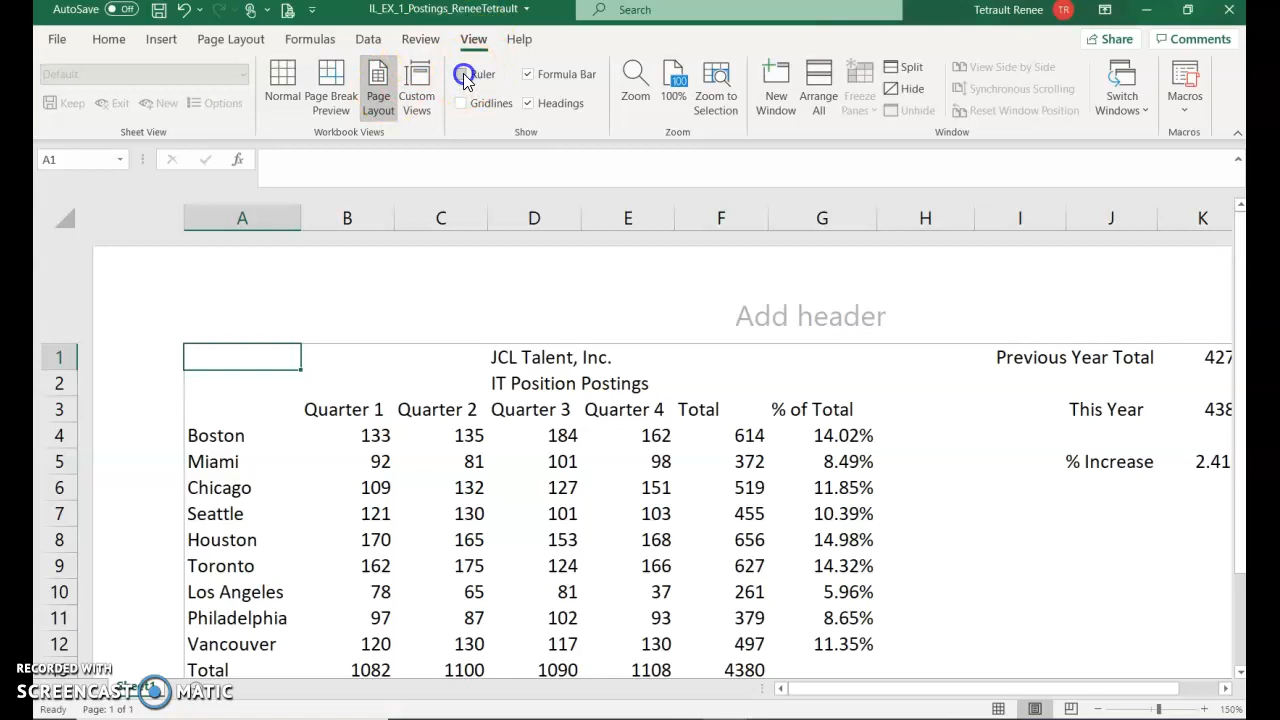 AutoSave Off IL_EX_1_Postings_ReneeTetrault Search Tetrault Renee TR
File Home Insert Page Layout Formulas Data Review View Help Share Comments
Default
Keep Exit New Options
Sheet View
Normal Page Break Preview Page Layout Custom Views
Workbook Views
Ruler Formula Bar
Gridlines Headings
Show
Zoom 100 100% Zoom to Selection
Zoom
New Window Arrange All Freeze Panes Split Hide Unhide View Side by Side Synchronous Scrolling Reset Window Position Switch Windows
Window
Macros
Macros
A1 fx
A B C D E F G H I J K
Add header
1 JCL Talent, Inc. Previous Year Total 427
2 IT Position Postings
3 Quarter 1 Quarter 2 Quarter 3 Quarter 4 Total % of Total This Year 438
4 Boston 133 135 184 162 614 14.02%
5 Miami 92 81 101 98 372 8.49% % Increase 2.41
6 Chicago 109 132 127 151 519 11.85%
7 Seattle 121 130 101 103 455 10.39%
8 Houston 170 165 153 168 656 14.98%
9 Toronto 162 175 124 166 627 14.32%
10 Los Angeles 78 65 81 37 261 5.96%
11 Philadelphia 97 87 102 93 379 8.65%
12 Vancouver 120 130 117 130 497 11.35%
Total 1082 1100 1090 1108 4380
RECORDED WITH
SCREENCAST MATIC
Ready Page: 1 of 1 150%